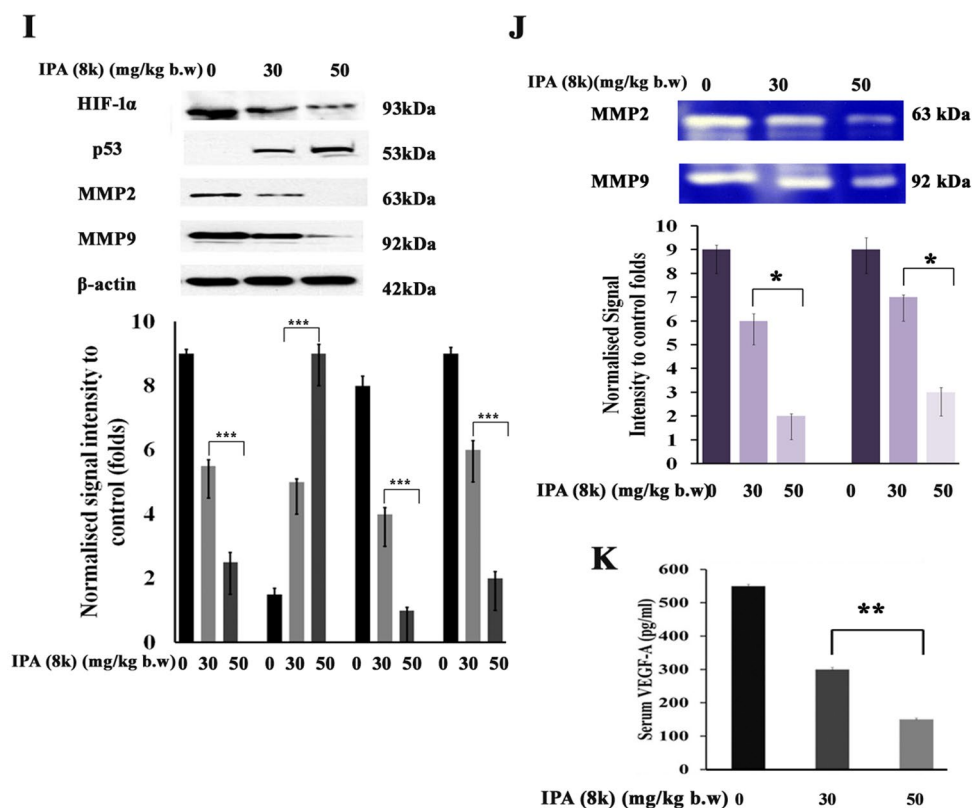 I
IPA (8k) (mg/kg b.w) 0 30 50
HIF-1α 93kDa
p53 53kDa
MMP2 63kDa
MMP9 92kDa
β-actin 42kDa
Normalised signal intensity to
control (folds)
10
8
6
4
2
0
***
***
***
***
0 30 50 0 30 50 0 30 50 0 30 50
IPA (8k) (mg/kg b.w)
J
IPA (8k)(mg/kg b.w) 0 30 50
MMP2 63 kDa
MMP9 92 kDa
Normalised Signal
Intensity to control folds
10
9
8
7
6
5
4
3
2
1
0
*
*
IPA (8k) (mg/kg b.w) 0 30 50 0 30 50
K
Serum VEGF-A (pg/ml)
600
500
400
300
200
100
0
**
IPA (8k) (mg/kg b.w) 0 30 50